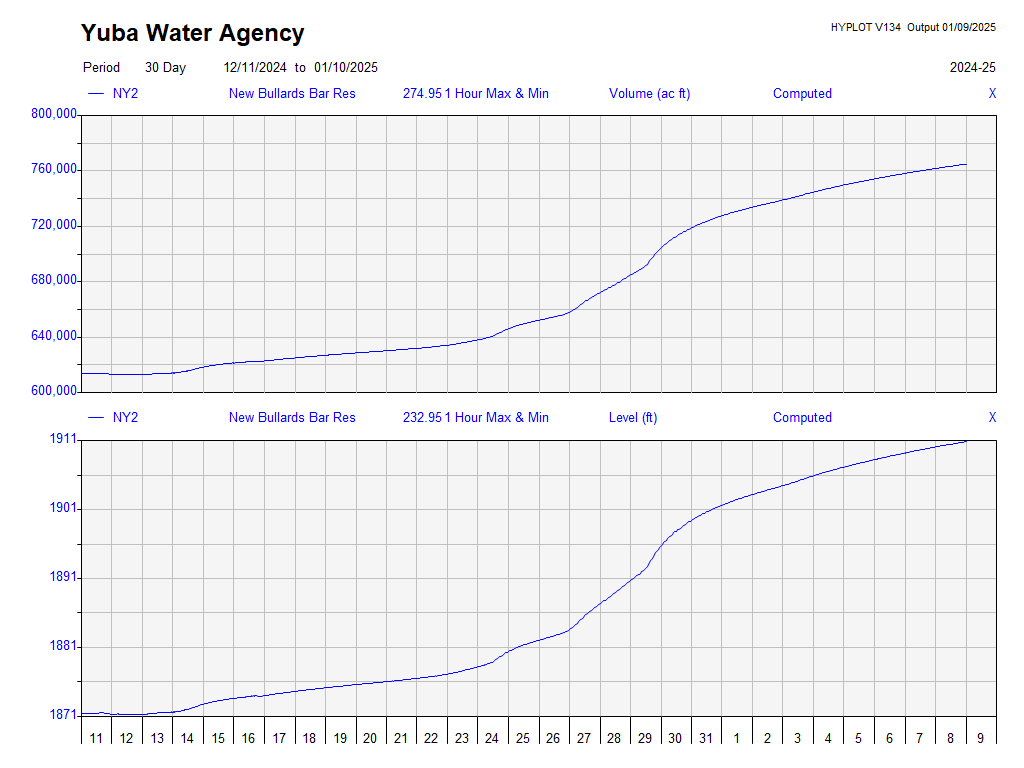 Yuba Water Agency
HYPLOT V134 Output 01/09/2025
Period 30 Day 12/11/2024 to 01/10/2025 2024-25
NY2 New Bullards Bar Res 274.95 1 Hour Max & Min Volume (ac ft) Computed X
800,000
760,000
720,000
680,000
640,000
600,000
NY2 New Bullards Bar Res 232.95 1 Hour Max & Min Level (ft) Computed X
1911
1901
1891
1881
1871
11 12 13 14 15 16 17 18 19 20 21 22 23 24 25 26 27 28 29 30 31 1 2 3 4 5 6 7 8 9